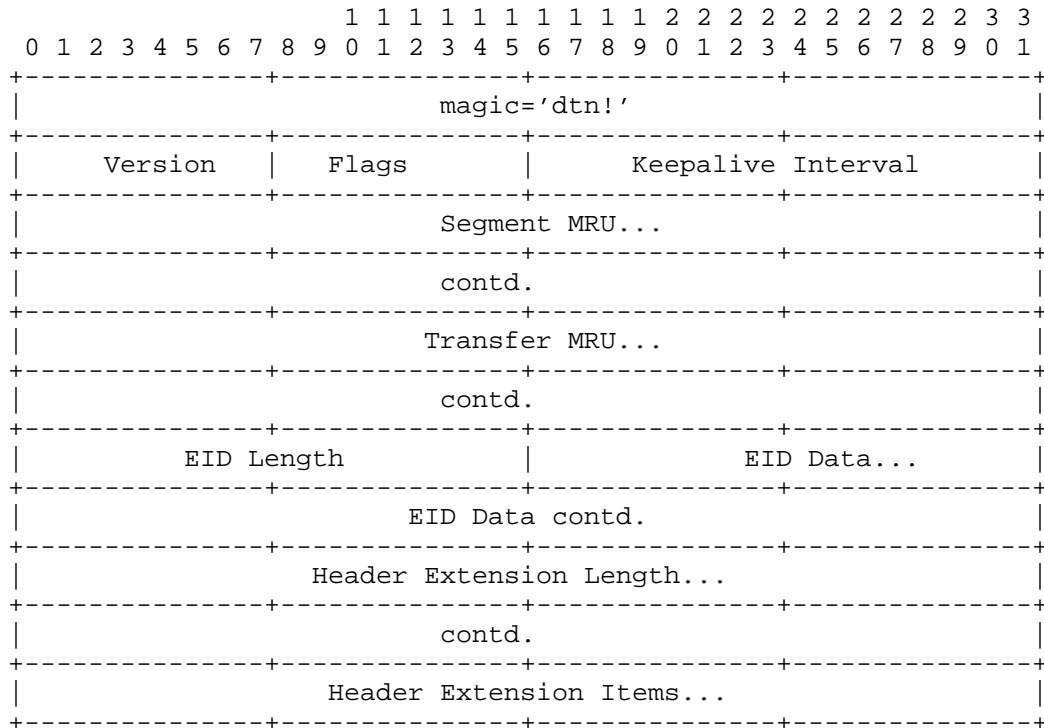 1 1 1 1 1 1 1 1 1 1 2 2 2 2 2 2 2 2 2 2 3 3
 0 1 2 3 4 5 6 7 8 9 0 1 2 3 4 5 6 7 8 9 0 1 2 3 4 5 6 7 8 9 0 1
+---------------+---------------+---------------+---------------+
|                          magic=’dtn!’                         |
+---------------+---------------+---------------+---------------+
|     Version   |   Flags       |      Keepalive Interval       |
+---------------+---------------+---------------+---------------+
|                          Segment MRU...                       |
+---------------+---------------+---------------+---------------+
|                          contd.                               |
+---------------+---------------+---------------+---------------+
|                         Transfer MRU...                       |
+---------------+---------------+---------------+---------------+
|                          contd.                               |
+---------------+---------------+---------------+---------------+
|          EID Length           |             EID Data...       |
+---------------+---------------+---------------+---------------+
|                        EID Data contd.                        |
+---------------+---------------+---------------+---------------+
|                  Header Extension Length...                   |
+---------------+---------------+---------------+---------------+
|                          contd.                               |
+---------------+---------------+---------------+---------------+
|                   Header Extension Items...                   |
+---------------+---------------+---------------+---------------+